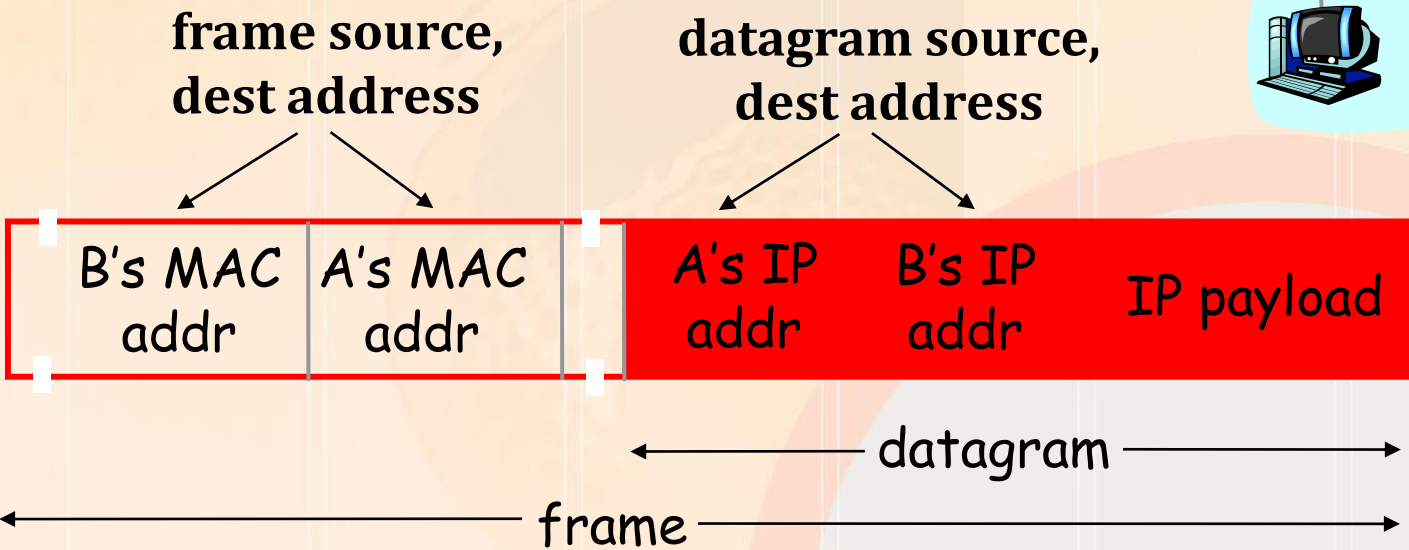 frame source,
dest address
datagram source,
dest address
B’s MAC
addr
A’s MAC
addr
A’s IP
addr
B’s IP
addr
IP payload
datagram
frame